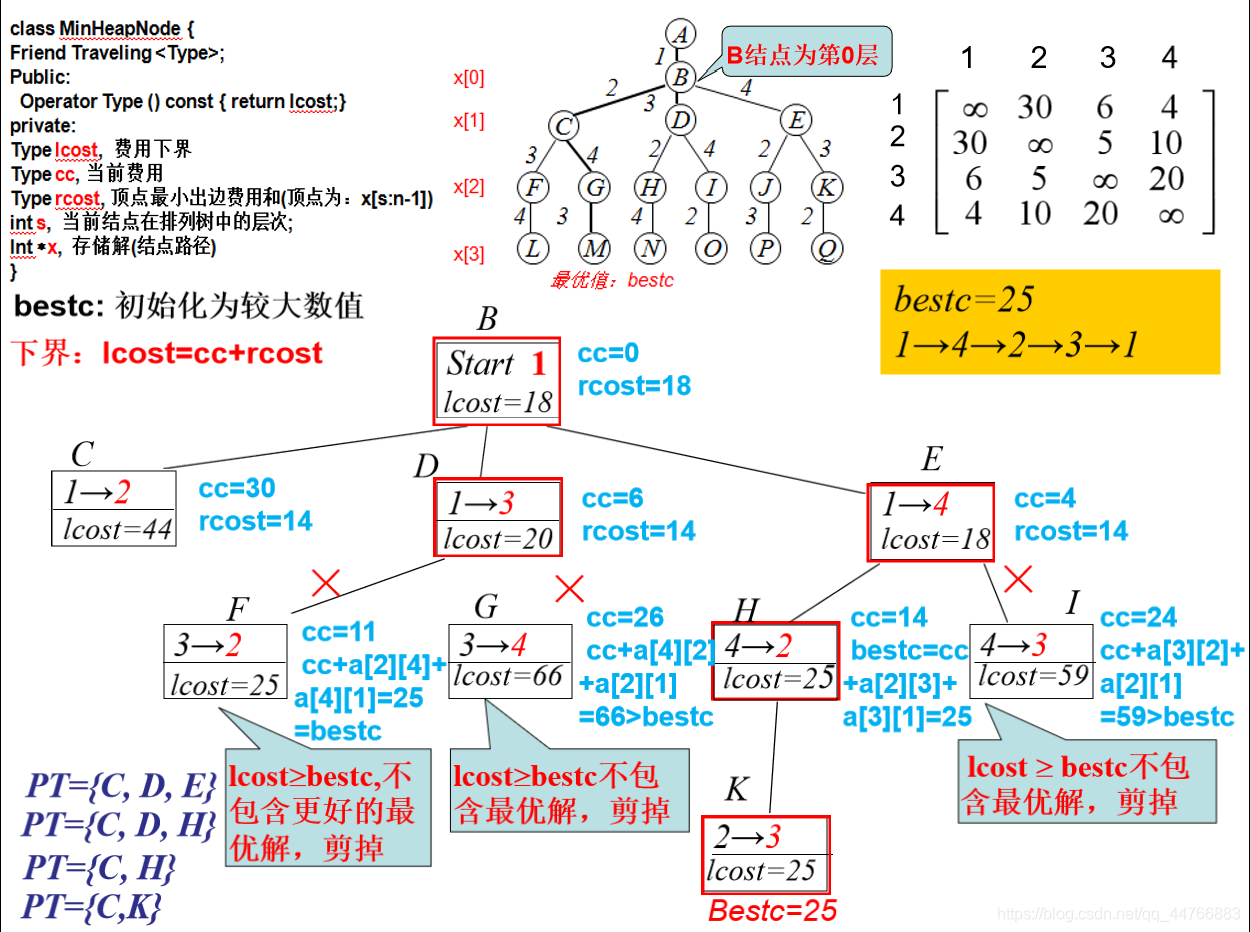 class MinHeapNode {
Friend Traveling<Type>;
Public:
Operator Type () const { return lcost;}
private:
Type lcost, 费用下界
Type cc, 当前费用
Type rcost, 顶点最小出边费用和(顶点为：x[s:n-1])
int s, 当前结点在排列树中的层次;
Int *x, 存储解(结点路径)
}
bestc: 初始化为较大数值
下界：lcost=cc+rcost
A
1
x[0]
B
B结点为第0层
2
3
4
x[1]
C
D
E
3
4
2
4
2
3
x[2]
F
G
H
I
J
K
4
3
4
2
3
2
x[3]
L
M
N
O
P
Q
最优值：bestc
1 2 3 4
1 ∞ 30 6 4
2 30 ∞ 5 10
3 6 5 ∞ 20
4 4 10 20 ∞
bestc=25
1→4→2→3→1
B
Start 1
lcost=18
cc=0
rcost=18
C
1→2
lcost=44
cc=30
rcost=14
D
1→3
lcost=20
cc=6
rcost=14
E
1→4
lcost=18
cc=4
rcost=14
F
3→2
lcost=25
cc=11
cc+a[2][4]+
a[4][1]=25
=bestc
G
3→4
lcost=66
cc=26
cc+a[4][2]
+a[2][1]
=66>bestc
H
4→2
lcost=25
cc=14
bestc=cc
+a[2][3]+
a[3][1]=25
I
4→3
lcost=59
cc=24
cc+a[3][2]+
a[2][1]
=59>bestc
lcost≥bestc,不
包含更好的最
优解，剪掉
lcost≥bestc不包
含最优解，剪掉
lcost ≥ bestc不包
含最优解，剪掉
K
2→3
lcost=25
Bestc=25
PT={C, D, E}
PT={C, D, H}
PT={C, H}
PT={C,K}
https://blog.csdn.net/qq_44766883